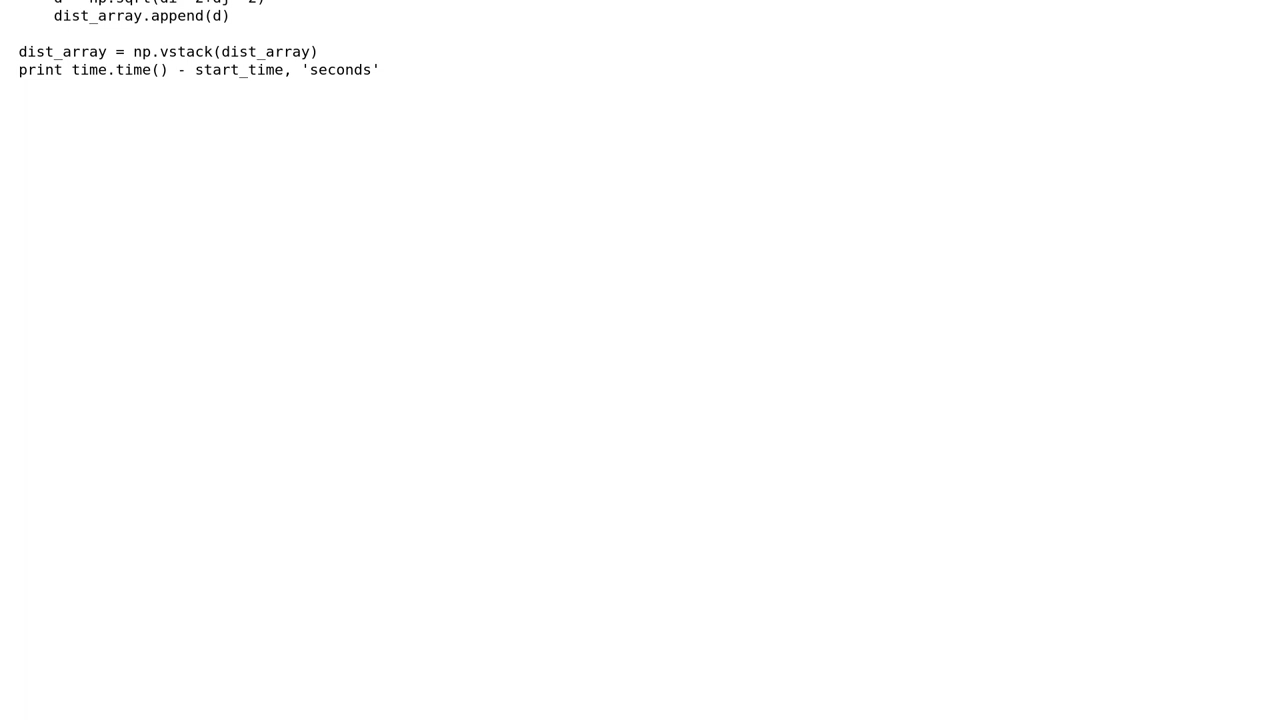 dist_array.append(d)
dist_array = np.vstack(dist_array)
print time.time() - start_time, 'seconds'